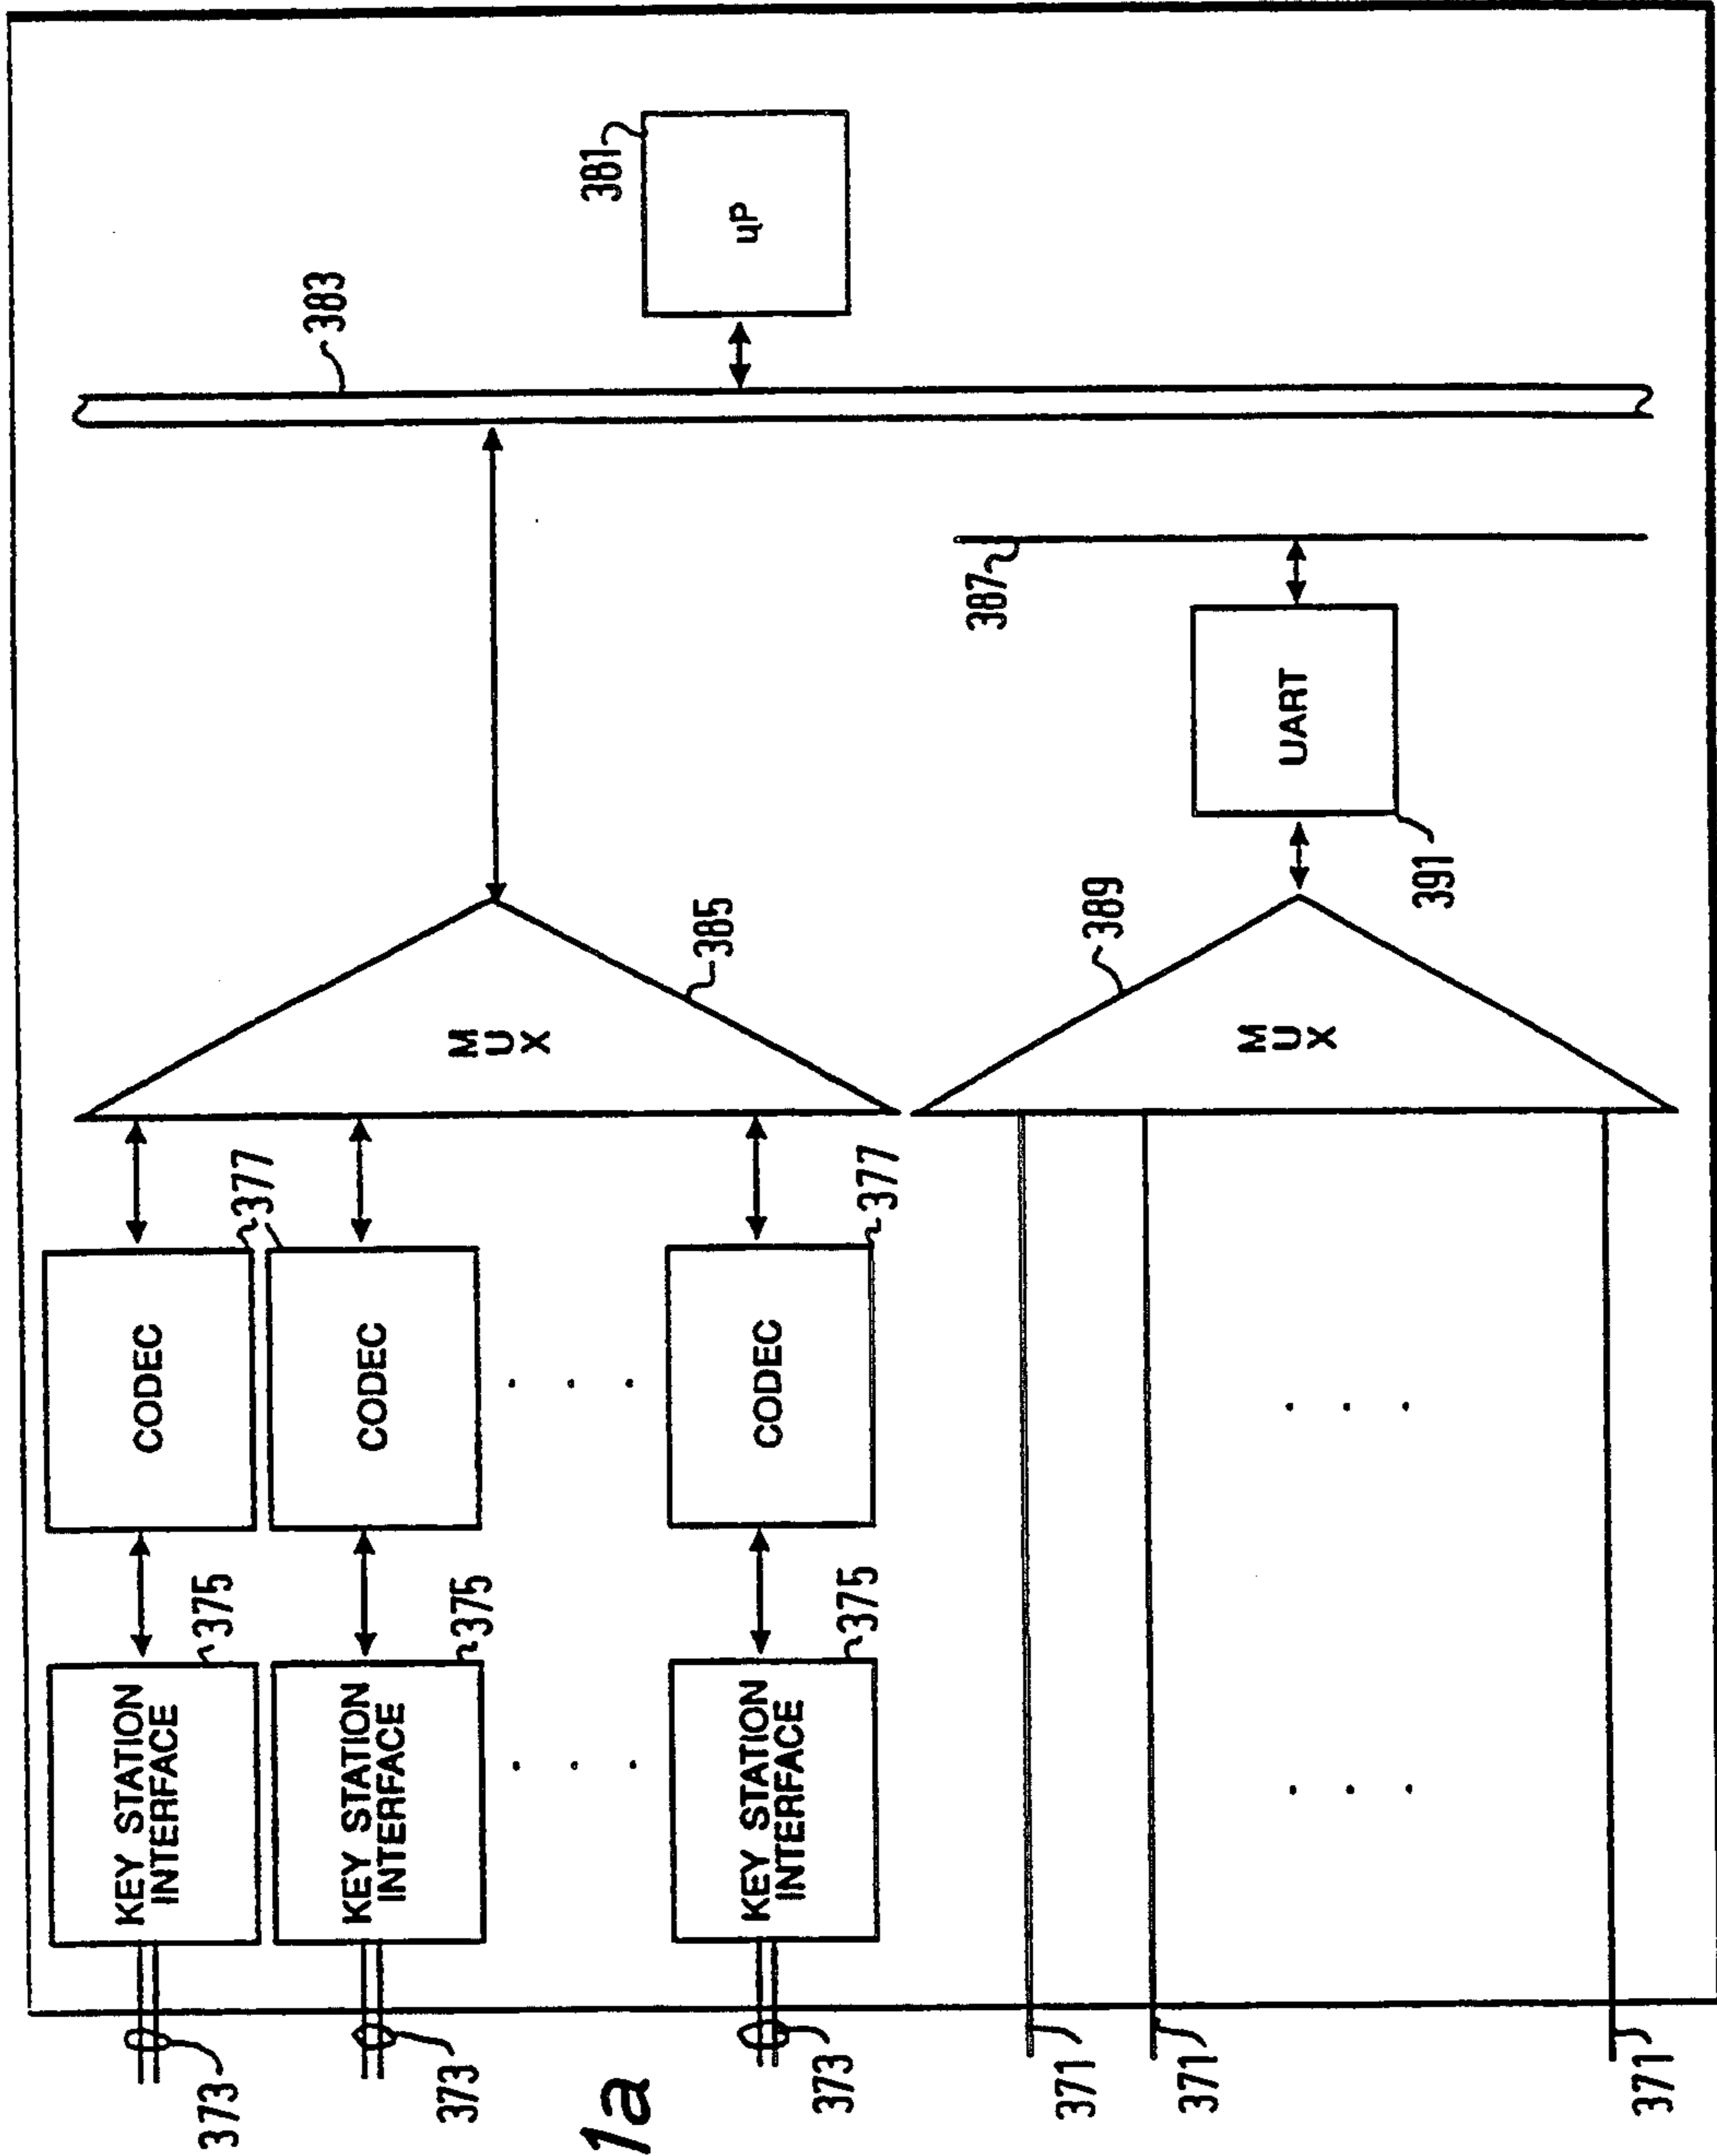 373
KEY STATION
INTERFACE
375
CODEC
377
373
KEY STATION
INTERFACE
375
CODEC
MUX
385
383
381
uP
373
KEY STATION
INTERFACE
375
CODEC
377
1a
371
371
371
MUX
389
UART
391
387